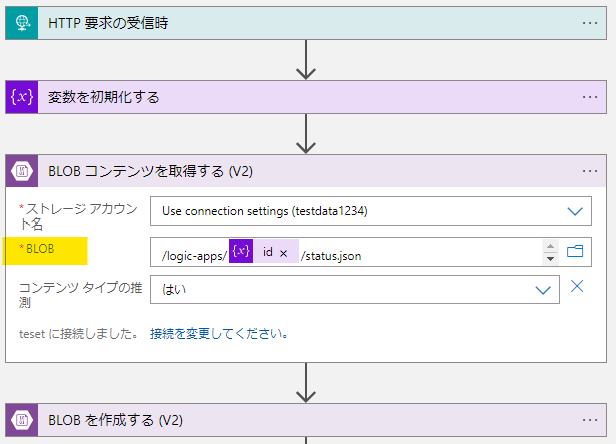 HTTP 要求の受信時
{x} 変数を初期化する
BLOB コンテンツを取得する (V2)
*ストレージ アカウン
ト名
Use connection settings (testdata1234)
*BLOB
/logic-apps/ {x} id × /status.json
コンテンツ タイプの推
測
はい
teset に接続しました。 接続を変更してください。
BLOB を作成する (V2)